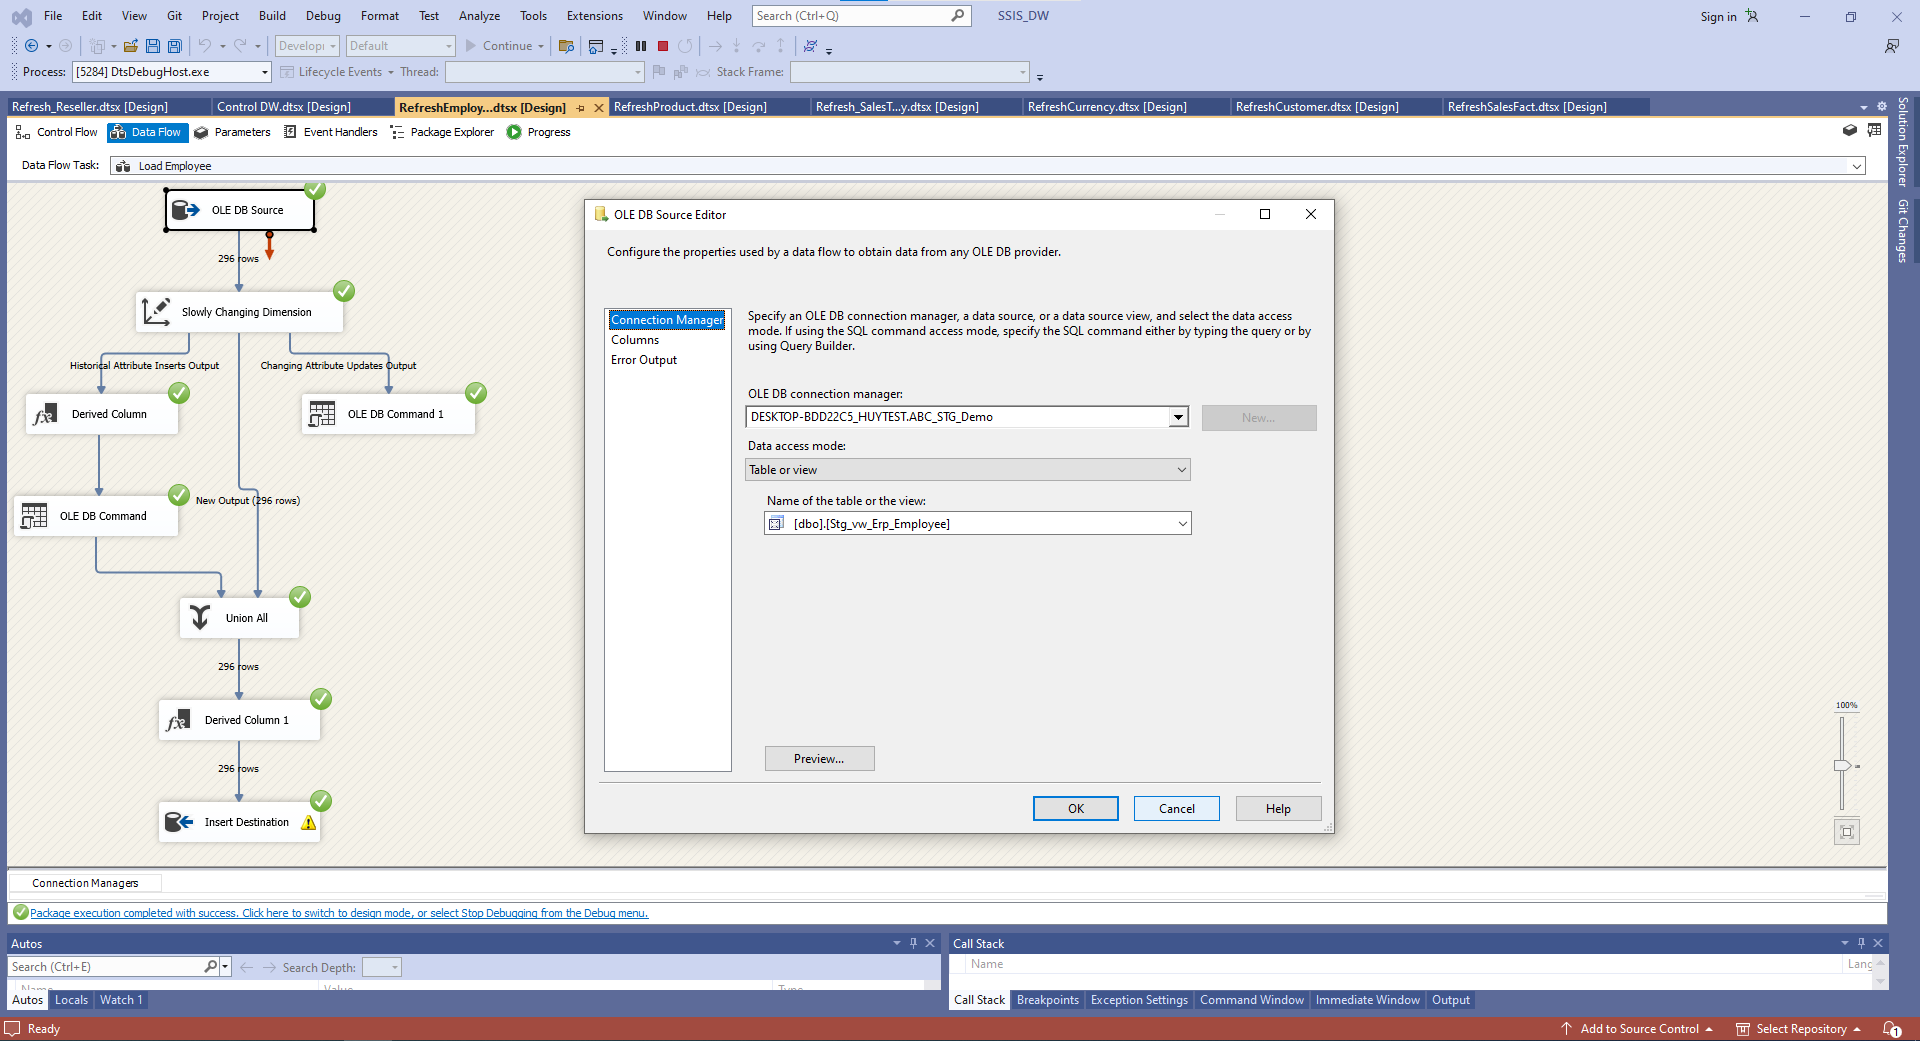 File Edit View Git Project Build Debug Format Test Analyze Tools Extensions Window Help Search (Ctrl+Q) SSIS_DW Sign in
Develop Default Continue
Process: [5284] DtsDebugHost.exe Lifecycle Events Thread: Stack Frame:
Refresh_Reseller.dtsx [Design] Control DW.dtsx [Design] RefreshEmploy...dtsx [Design] RefreshProduct.dtsx [Design] Refresh_SalesT...y.dtsx [Design] RefreshCurrency.dtsx [Design] RefreshCustomer.dtsx [Design] RefreshSalesFact.dtsx [Design]
Control Flow Data Flow Parameters Event Handlers Package Explorer Progress
Data Flow Task: Load Employee
Solution Explorer
Git Changes
OLE DB Source
296 rows
Slowly Changing Dimension
Historical Attribute Inserts Output Changing Attribute Updates Output
Derived Column OLE DB Command 1
New Output (296 rows)
OLE DB Command
Union All
296 rows
Derived Column 1
296 rows
Insert Destination
OLE DB Source Editor
Configure the properties used by a data flow to obtain data from any OLE DB provider.
Connection Manager
Columns
Error Output
Specify an OLE DB connection manager, a data source, or a data source view, and select the data access
mode. If using the SQL command access mode, specify the SQL command either by typing the query or by
using Query Builder.
OLE DB connection manager:
DESKTOP-BDD22C5_HUYTEST.ABC_STG_Demo New...
Data access mode:
Table or view
Name of the table or the view:
[dbo].[Stg_vw_Erp_Employee]
Preview...
OK Cancel Help
100%
Connection Managers
Package execution completed with success. Click here to switch to design mode, or select Stop Debugging from the Debug menu.
Autos
Search (Ctrl+E) Search Depth:
Name Value Type
Autos Locals Watch 1
Call Stack
Name Lang
Call Stack Breakpoints Exception Settings Command Window Immediate Window Output
Ready Add to Source Control Select Repository 1